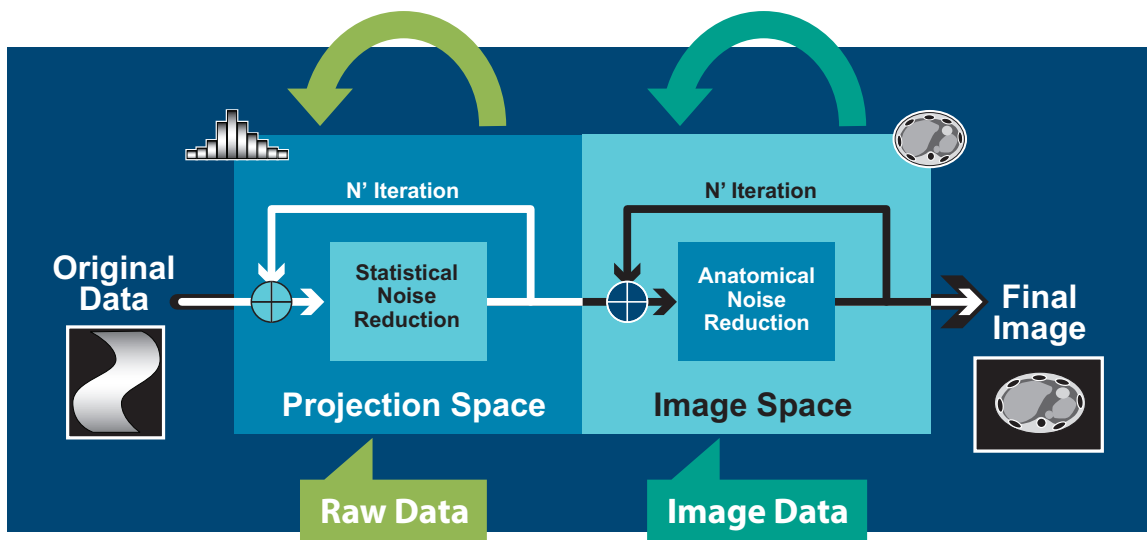 N’ Iteration
N’ Iteration
Original
Data
Statistical
Noise
Reduction
Anatomical
Noise
Reduction
Final
Image
Projection Space
Image Space
Raw Data
Image Data